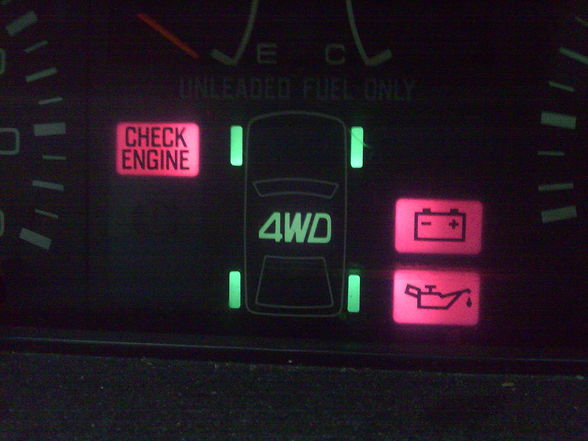 E C
UNLEADED FUEL ONLY
CHECK
ENGINE
4WD
- +